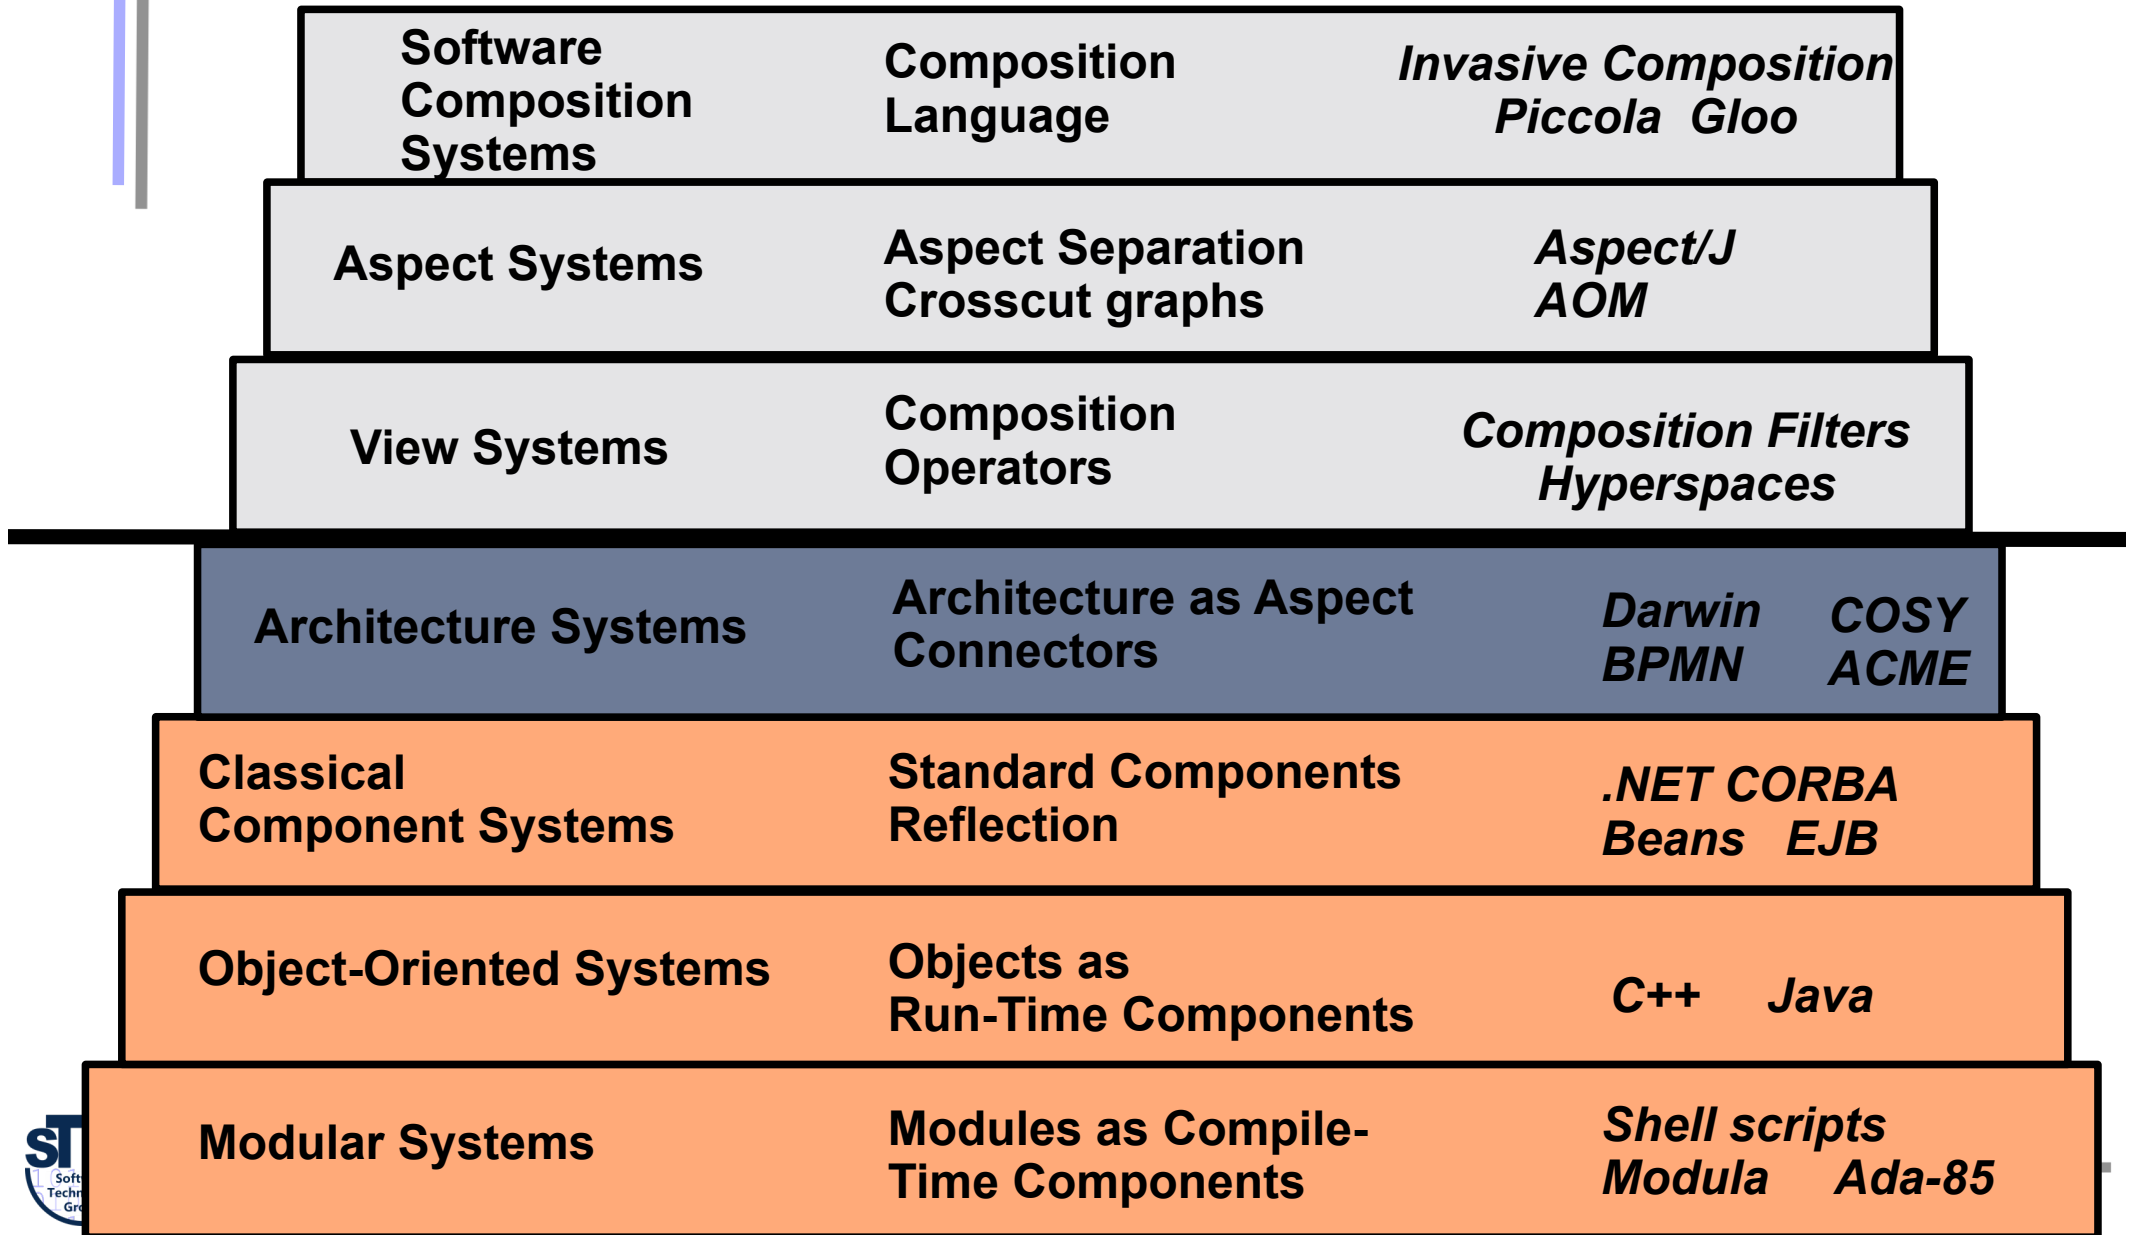 Software
Composition
Systems
Composition
Language
Invasive Composition
Piccola Gloo
Aspect Systems
Aspect Separation
Crosscut graphs
Aspect/J
AOM
View Systems
Composition
Operators
Composition Filters
Hyperspaces
Architecture Systems
Architecture as Aspect
Connectors
Darwin COSY
BPMN ACME
Classical
Component Systems
Standard Components
Reflection
.NET CORBA
Beans EJB
Object-Oriented Systems
Objects as
Run-Time Components
C++ Java
Modular Systems
Modules as Compile-
Time Components
Shell scripts
Modula Ada-85